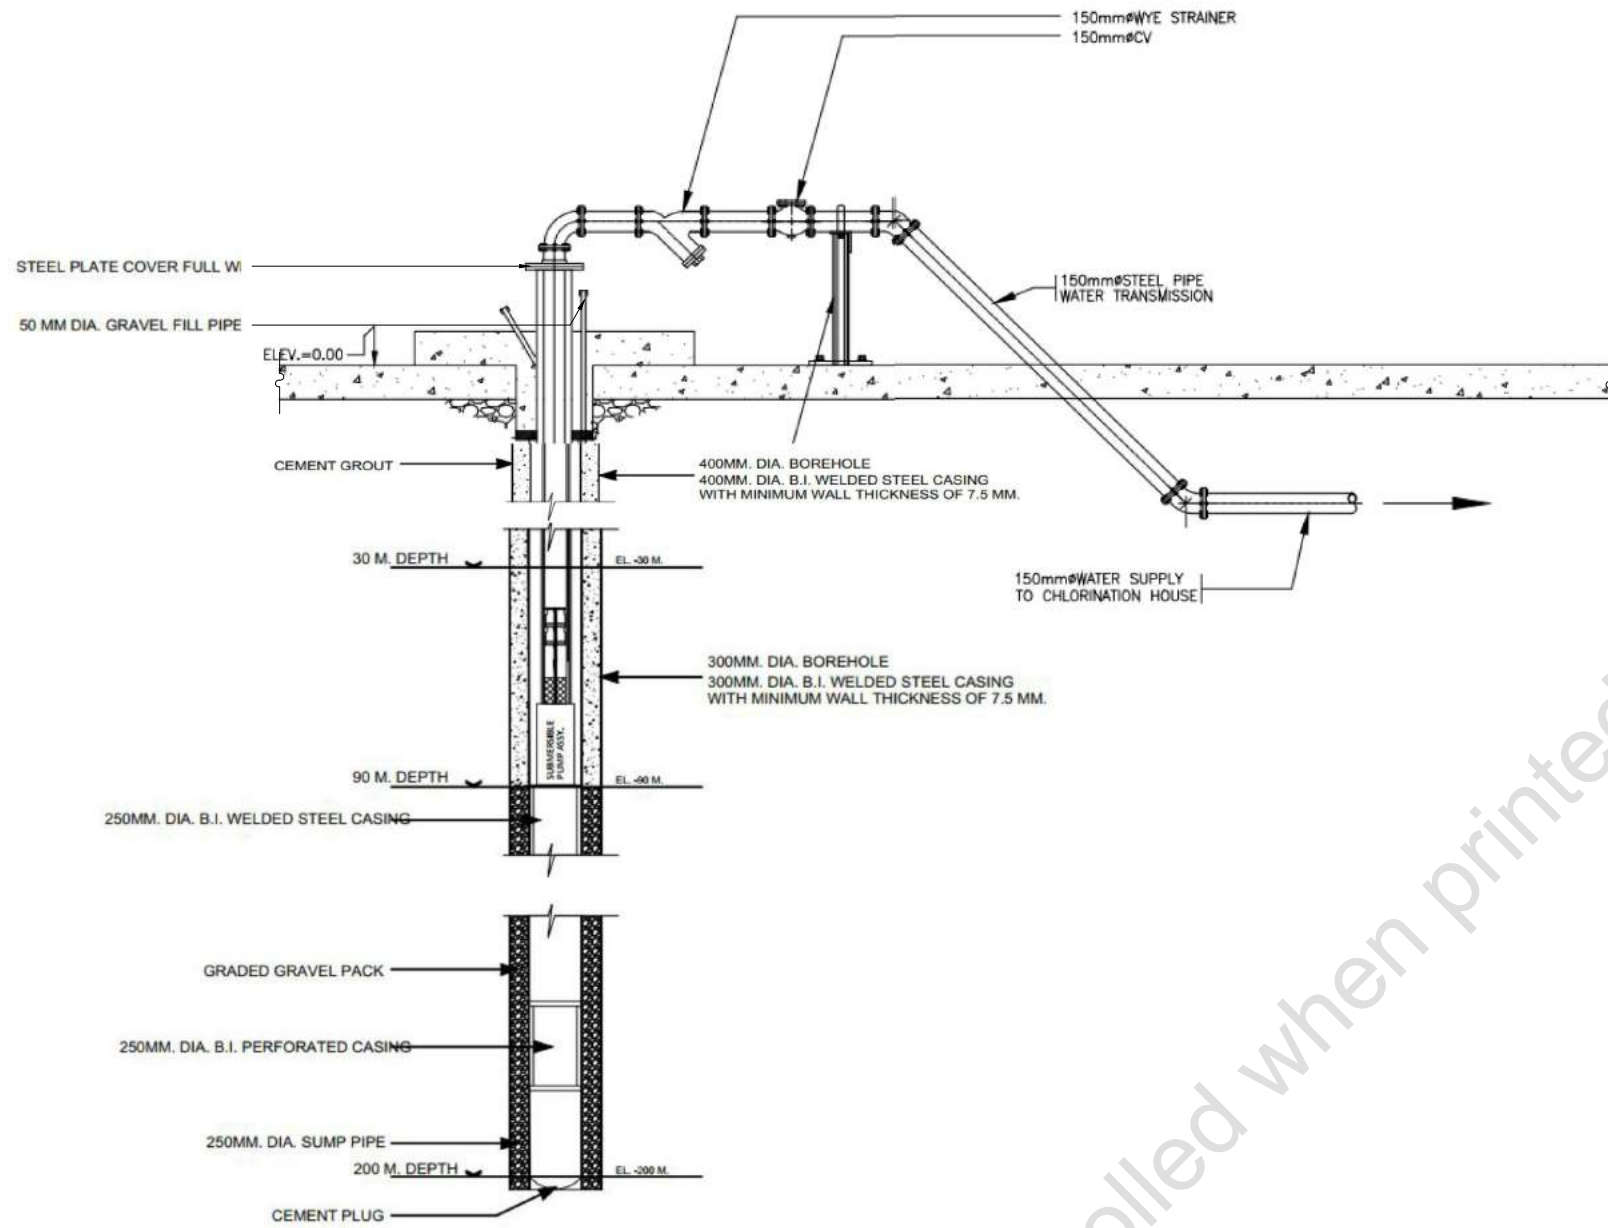 150mmøWYE STRAINER
150mmøCV
STEEL PLATE COVER FULL WI
150mmøSTEEL PIPE
WATER TRANSMISSION
50 MM DIA. GRAVEL FILL PIPE
ELEV.=0.00
CEMENT GROUT
400MM. DIA. BOREHOLE
400MM. DIA. B.I. WELDED STEEL CASING
WITH MINIMUM WALL THICKNESS OF 7.5 MM.
30 M. DEPTH
EL. -30 M.
150mmøWATER SUPPLY
TO CHLORINATION HOUSE
300MM. DIA. BOREHOLE
300MM. DIA. B.I. WELDED STEEL CASING
WITH MINIMUM WALL THICKNESS OF 7.5 MM.
SUBMERSIBLE
PUMP ASSY.
90 M. DEPTH
EL. -90 M.
250MM. DIA. B.I. WELDED STEEL CASING
GRADED GRAVEL PACK
250MM. DIA. B.I. PERFORATED CASING
250MM. DIA. SUMP PIPE
200 M. DEPTH
EL. -200 M.
CEMENT PLUG
olled when printed